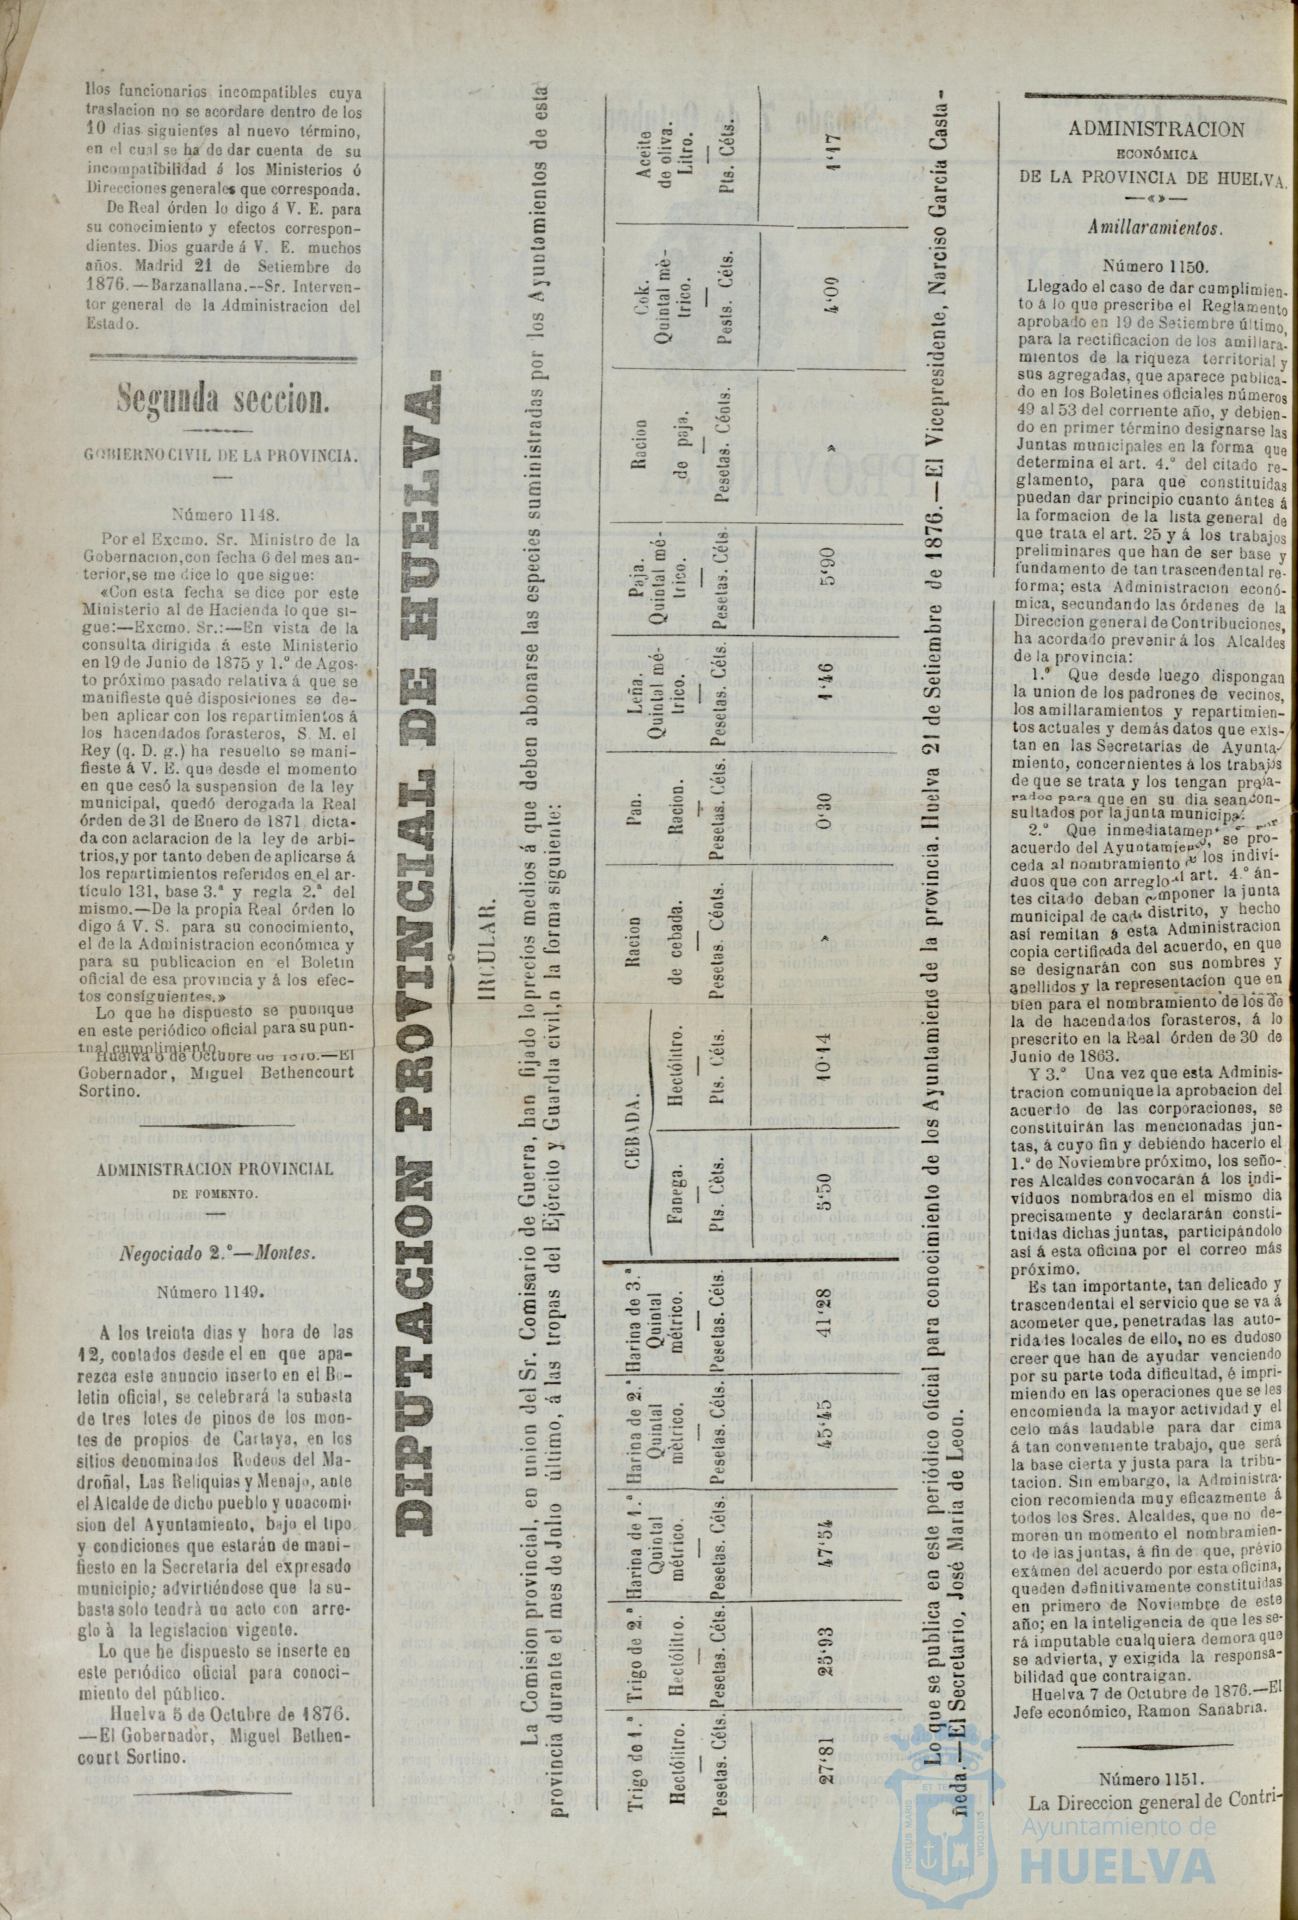 llos funcionarios incompatibles cuya
traslacion no se acordare dentro de los
10 dias siguientes al nuevo término,
en el cual se ha de dar cuenta de su
incompatibilidad á los Ministerios ó
Direcciones generales que corresponda.
De Real órden lo digo á V. E. para
su conocimiento y efectos correspon-
dientes. Dios guarde á V. E. muchos
años. Madrid 21 de Setiembre de
1876.—Barzanallana.--Sr. Interven-
tor general de la Administracion del
Estado.
Segunda seccion.
GOBIERNO CIVIL DE LA PROVINCIA.
Número 1148.
Por el Excmo. Sr. Ministro de la
Gobernacion, con fecha 6 del mes an-
terior, se me dice lo que sigue:
«Con esta fecha se dice por este
Ministerio al de Hacienda lo que si-
gue:—Excmo. Sr.:—En vista de la
consulta dirigida á este Ministerio
en 19 de Junio de 1875 y 1.º de Agos-
to próximo pasado relativa á que se
manifieste qué disposiciones se de-
ben aplicar con los repartimientos á
los hacendados forasteros, S. M. el
Rey (q. D. g.) ha resuelto se mani-
fieste á V. E. que desde el momento
en que cesó la suspension de la ley
municipal, quedó derogada la Real
órden de 31 de Enero de 1871 dicta-
da con aclaracion de la ley de arbi-
trios, y por tanto deben de aplicarse á
los repartimientos referidos en el ar-
tículo 131, base 3.ª y regla 2.ª del
mismo.—De la propia Real órden lo
digo á V. S. para su conocimiento,
el de la Administracion económica y
para su publicacion en el Boletin
oficial de esa provincia y á los efec-
tos consiguientes.»
Lo que he dispuesto se publique
en este periódico oficial para su pun-
tual cumplimiento.
Huelva 6 de Octubre de 1876.—El
Gobernador, Miguel Bethencourt
Sortino.
ADMINISTRACION PROVINCIAL
DE FOMENTO.
Negociado 2.º—Montes.
Número 1149.
A los treinta dias y hora de las
12, contados desde el en que apa-
rezca este anuncio inserto en el Bo-
letin oficial, se celebrará la subasta
de tres lotes de pinos de los mon-
tes de propios de Cartaya, en los
sitios denominados Rodeos del Ma-
droñal, Las Reliquias y Menajo, ante
el Alcalde de dicho pueblo y una comi-
sion del Ayuntamiento, bajo el tipo
y condiciones que estarán de mani-
fiesto en la Secretaría del expresado
municipio; advirtiéndose que la su-
basta solo tendrá un acto con arre-
glo à la legislacion vigente.
Lo que he dispuesto se inserte en
este periódico oficial para conoci-
miento del público.
Huelva 5 de Octubre de 1876.
—El Gobernador, Miguel Bethen-
court Sortino.
DIPUTACION PROVINCIAL DE HUELVA.
IRCULAR.
La Comision provincial, en union del Sr. Comisario de Guerra, han fijado lo precios medios á que deben abonarse las especies suministradas por los Ayuntamientos de esta
provincia durante el mes de Julio último, á las tropas del Ejército y Guardia civil, n la forma siguiente:
Trigo de 1.ª Hectólitro. — Pesetas. Céts. 27'81
Trigo de 2.ª Hectólitro. — Pesetas. Céts. 25'93
Harina de 1.ª Quintal métrico. — Pesetas. Céts. 47'54
Harina de 2.ª Quintal métrico. — Pesetas. Céts. 45'45
Harina de 3.ª Quintal métrico. — Pesetas. Céts. 41'28
CEBADA.
Fanega. — Pts. Cèts. 5'50
Hectólitro. — Pts. Céts. 10'14
Racion de cebada. — Pesetas. Cénts. »
Pan. Racion. — Pesetas. Céts. 0'30
Leña. Quintal mé-trico. — Pesetas. Céts. 1'46
Paja. Quintal mé-trico. — Pesetas. Céts. 5'90
Racion de paja. — Pesetas. Cénts. »
Cok. Quintal mè-trico. — Pests. Céts. 4'00
Aceite de oliva. Litro. — Pts. Céts. 1'17
Lo que se publica en este periódico oficial para conocimiento de los Ayuntamieno de la provincia. Huelva 21 de Setiembre de 1876.—El Vicepresidente, Narciso García Casta-
ñeda.—El Secretario, José María de Leon.
ADMINISTRACION
ECONÓMICA
DE LA PROVINCIA DE HUELVA.
—«»—
Amillaramientos.
Número 1150.
Llegado el caso de dar cumplimien-
to á lo que prescribe el Reglamento
aprobado en 19 de Setiembre último,
para la rectificacion de los amillara-
mientos de la riqueza territorial y
sus agregadas, que aparece publica-
do en los Boletines oficiales números
49 al 53 del corriente año, y debien-
do en primer término designarse las
Juntas municipales en la forma que
determina el art. 4.º del citado re-
glamento, para que constituidas
puedan dar principio cuanto ántes á
la formacion de la lista general de
que trata el art. 25 y á los trabajos
preliminares que han de ser base y
fundamento de tan trascendental re-
forma; esta Administracion econó-
mica, secundando las órdenes de la
Direccion general de Contribuciones,
ha acordado prevenir á los Alcaldes
de la provincia:
1.º Que desde luego dispongan
la union de los padrones de vecinos,
los amillaramientos y repartimien-
tos actuales y demás datos que exis-
tan en las Secretarías de Ayunta-
miento, concernientes á los trabajos
de que se trata y los tengan prepa-
rados para que en su dia sean con-
sultados por la junta municipal.
2.º Que inmediatamen
acuerdo del Ayuntamiento, se pro-
ceda al nombramiento de los indiví-
duos que con arreglo al art. 4.º án-
tes citado deban componer la junta
municipal de cada distrito, y hecho
así remitan á esta Administracion
copia certificada del acuerdo, en que
se designarán con sus nombres y
apellidos y la representacion que en
bien para el nombramiento de los de
la de hacendados forasteros, á lo
prescrito en la Real órden de 30 de
Junio de 1863.
Y 3.º Una vez que esta Adminis-
tracion comunique la aprobacion del
acuerdo de las corporaciones, se
constituirán las mencionadas jun-
tas, á cuyo fin y debiendo hacerlo el
1.º de Noviembre próximo, los seño-
res Alcaldes convocarán á los indi-
viduos nombrados en el mismo dia
precisamente y declararán consti-
tuidas dichas juntas, participándolo
así á esta oficina por el correo más
próximo.
Es tan importante, tan delicado y
trascendental el servicio que se va á
acometer que, penetradas las auto-
ridades locales de ello, no es dudoso
creer que han de ayudar venciendo
por su parte toda dificultad, é impri-
miendo en las operaciones que se les
encomienda la mayor actividad y el
celo más laudable para dar cima
á tan conveniente trabajo, que será
la base cierta y justa para la tribu-
tacion. Sin embargo, la Administra-
cion recomienda muy eficazmente á
todos los Sres. Alcaldes, que no de-
moren un momento el nombramien-
to de las juntas, á fin de que, prévio
exámen del acuerdo por esta oficina,
queden definitivamente constituidas
en primero de Noviembre de este
año; en la inteligencia de que les se-
rá imputable cualquiera demora que
se advierta, y exigida la responsa-
bilidad que contraigan.
Huelva 7 de Octubre de 1876.—El
Jefe económico, Ramon Sanabria.
Número 1151.
La Direccion general de Contri-
Ayuntamiento de
HUELVA